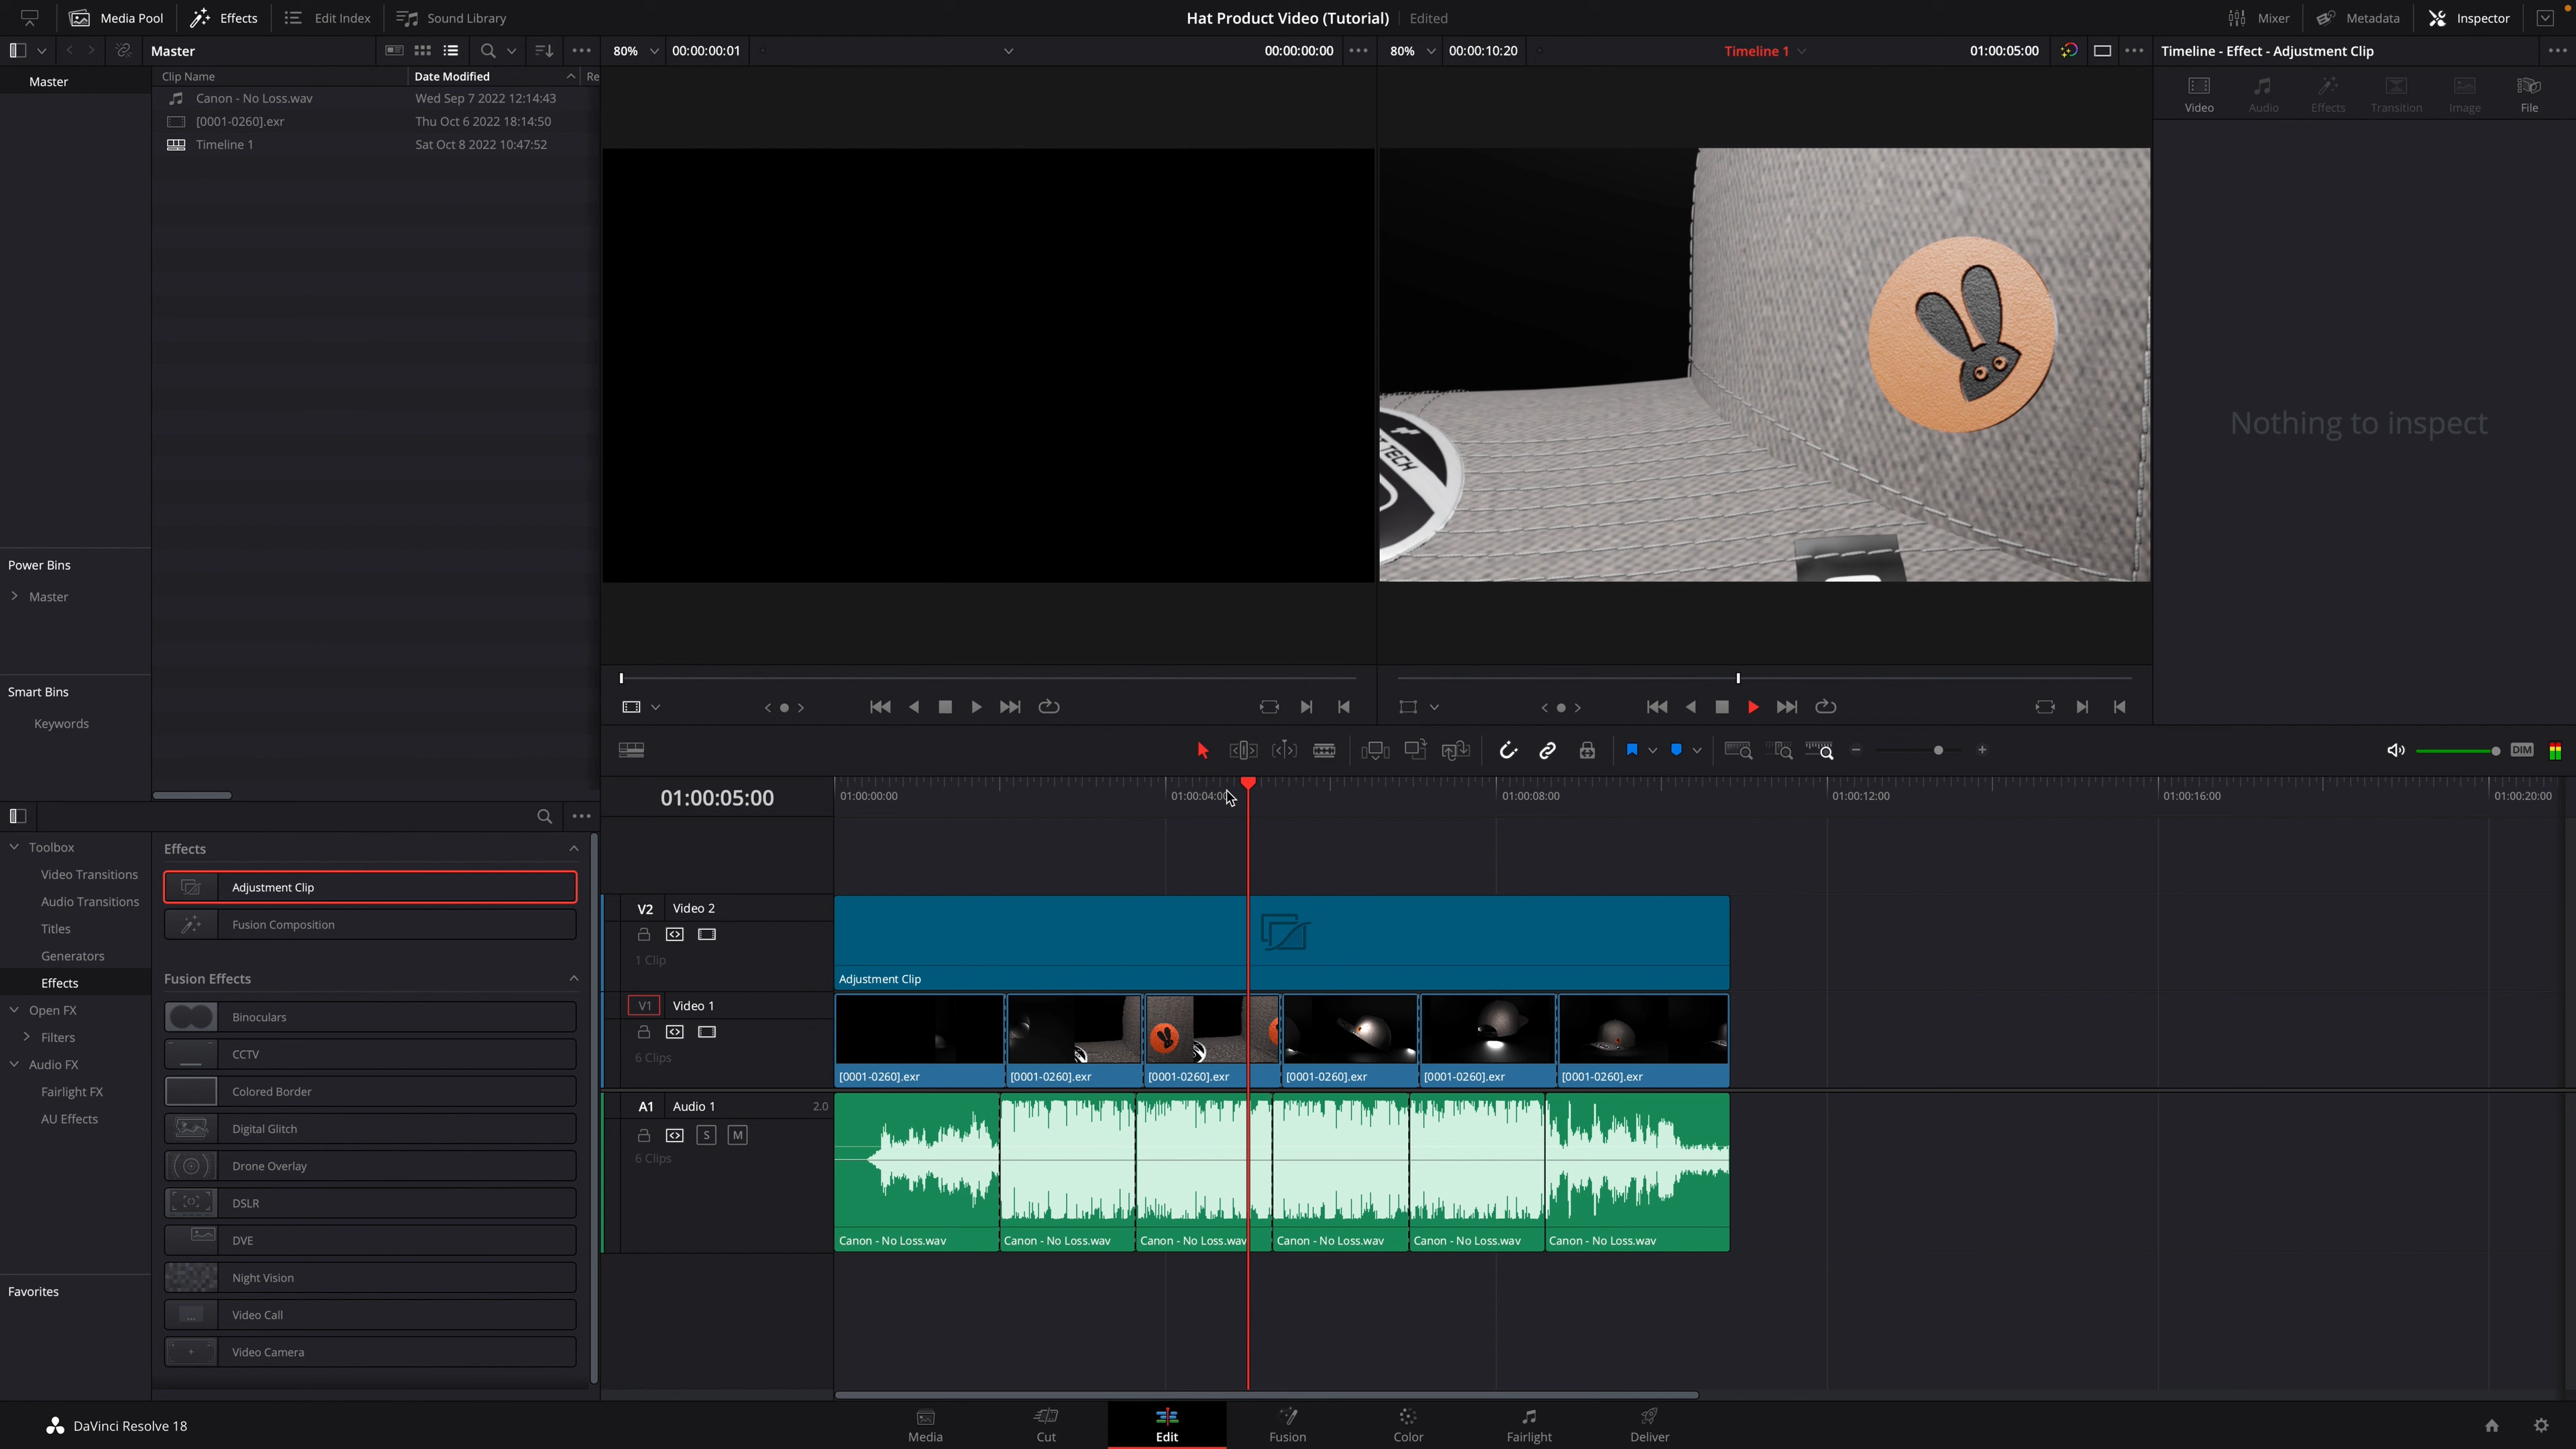 Media Pool
Effects
Edit Index
Sound Library
Hat Product Video (Tutorial)
Edited
Mixer
Metadata
Inspector
Master
80%
00:00:00:01
00:00:00:00
80%
00:00:10:20
Timeline 1
01:00:05:00
Timeline - Effect - Adjustment Clip
Master
Clip Name
Date Modified
Re
Canon - No Loss.wav
Wed Sep 7 2022 12:14:43
[0001-0260].exr
Thu Oct 6 2022 18:14:50
Timeline 1
Sat Oct 8 2022 10:47:52
Video
Audio
Effects
Transition
Image
File
Nothing to inspect
TECH
Power Bins
Master
Smart Bins
Keywords
DIM
01:00:05:00
01:00:00:00
01:00:04:00
01:00:08:00
01:00:12:00
01:00:16:00
01:00:20:00
Toolbox
Video Transitions
Audio Transitions
Titles
Generators
Effects
Open FX
Filters
Audio FX
Fairlight FX
AU Effects
Favorites
Effects
Adjustment Clip
Fusion Composition
Fusion Effects
Binoculars
CCTV
Colored Border
Digital Glitch
Drone Overlay
DSLR
DVE
Night Vision
Video Call
Video Camera
V2
Video 2
1 Clip
Adjustment Clip
V1
Video 1
6 Clips
[0001-0260].exr
[0001-0260].exr
[0001-0260].exr
[0001-0260].exr
[0001-0260].exr
[0001-0260].exr
A1
Audio 1
2.0
S
M
6 Clips
Canon - No Loss.wav
Canon - No Loss.wav
Canon - No Loss.wav
Canon - No Loss.wav
Canon - No Loss.wav
Canon - No Loss.wav
DaVinci Resolve 18
Media
Cut
Edit
Fusion
Color
Fairlight
Deliver